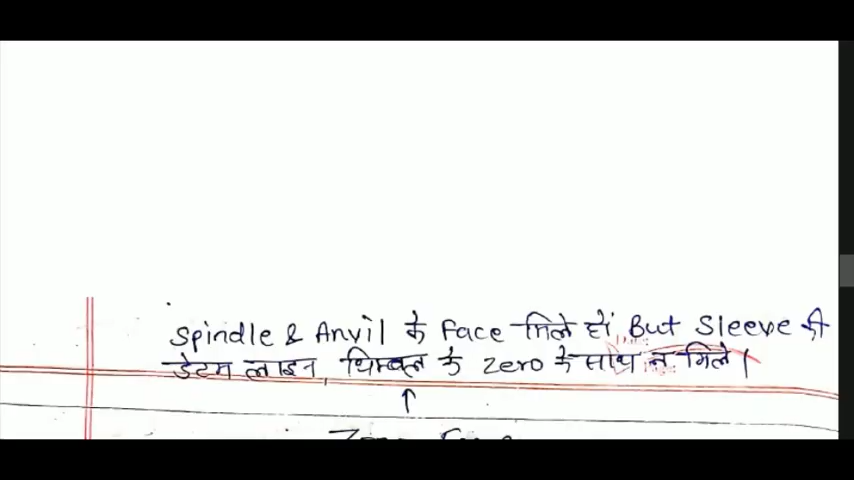 Spindle & Anvil के Face मिले हों, But Sleeve की
डेटम लाइन, थिम्बल के Zero के साथ न मिले।
↑